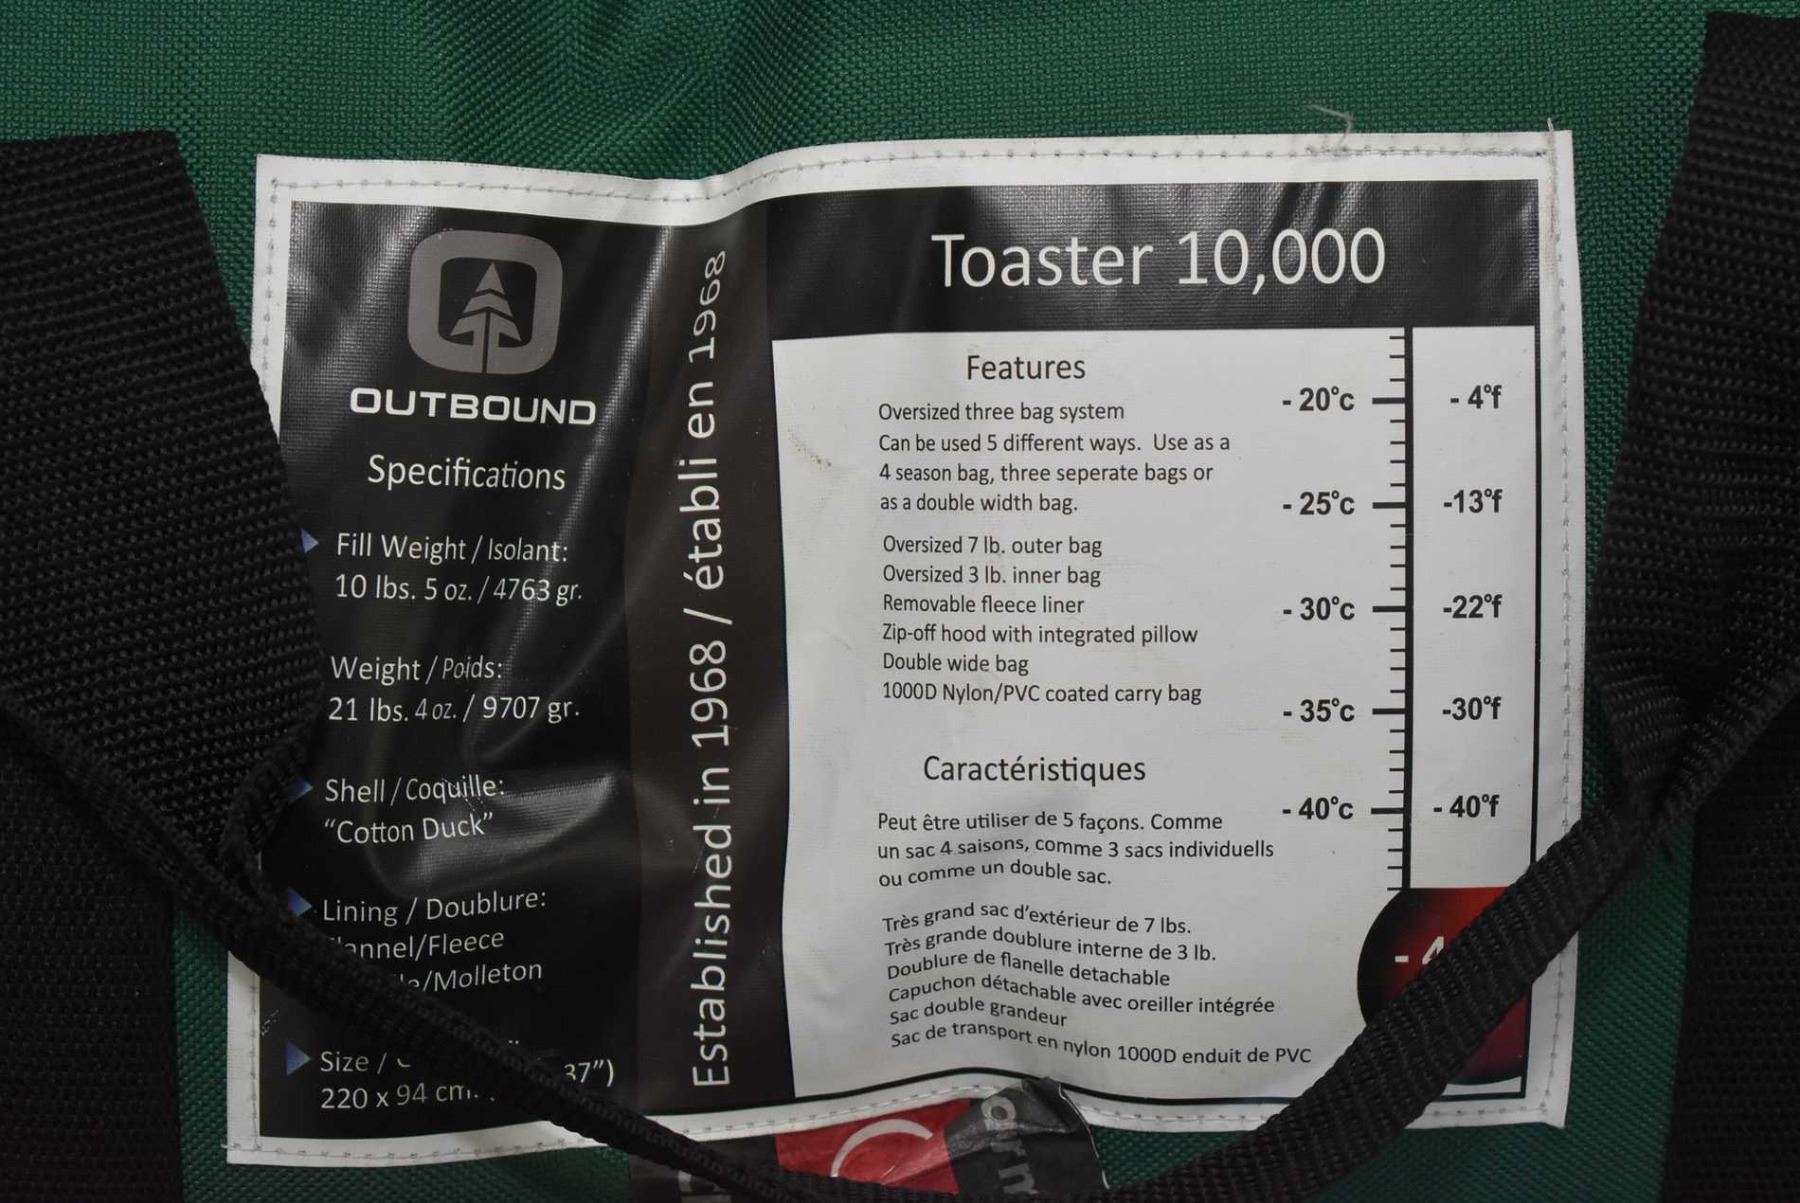 OUTBOUND
Specifications
Fill Weight / Isolant:
10 lbs. 5 oz. / 4763 gr.
Weight / Poids:
21 lbs. 4 oz. / 9707 gr.
Shell / Coquille:
"Cotton Duck"
Lining / Doublure:
/Fleece
/Molleton
Size /
37")
220 x 94 cm.
Established in 1968 / établi en 1968
Toaster 10,000
Features
Oversized three bag system
Can be used 5 different ways. Use as a
4 season bag, three seperate bags or
as a double width bag.
Oversized 7 lb. outer bag
Oversized 3 lb. inner bag
Removable fleece liner
Zip-off hood with integrated pillow
Double wide bag
1000D Nylon/PVC coated carry bag
Caractéristiques
Peut être utiliser de 5 façons. Comme
un sac 4 saisons, comme 3 sacs individuells
ou comme un double sac.
Très grand sac d'extérieur de 7 lbs.
Très grande doublure interne de 3 lb.
Doublure de flanelle detachable
Capuchon détachable avec oreiller intégrée
Sac double grandeur
Sac de transport en nylon 1000D enduit de PVC
- 20°c - 4°f
- 25°c -13°f
- 30°c -22°f
- 35°c -30°f
- 40°c - 40°f